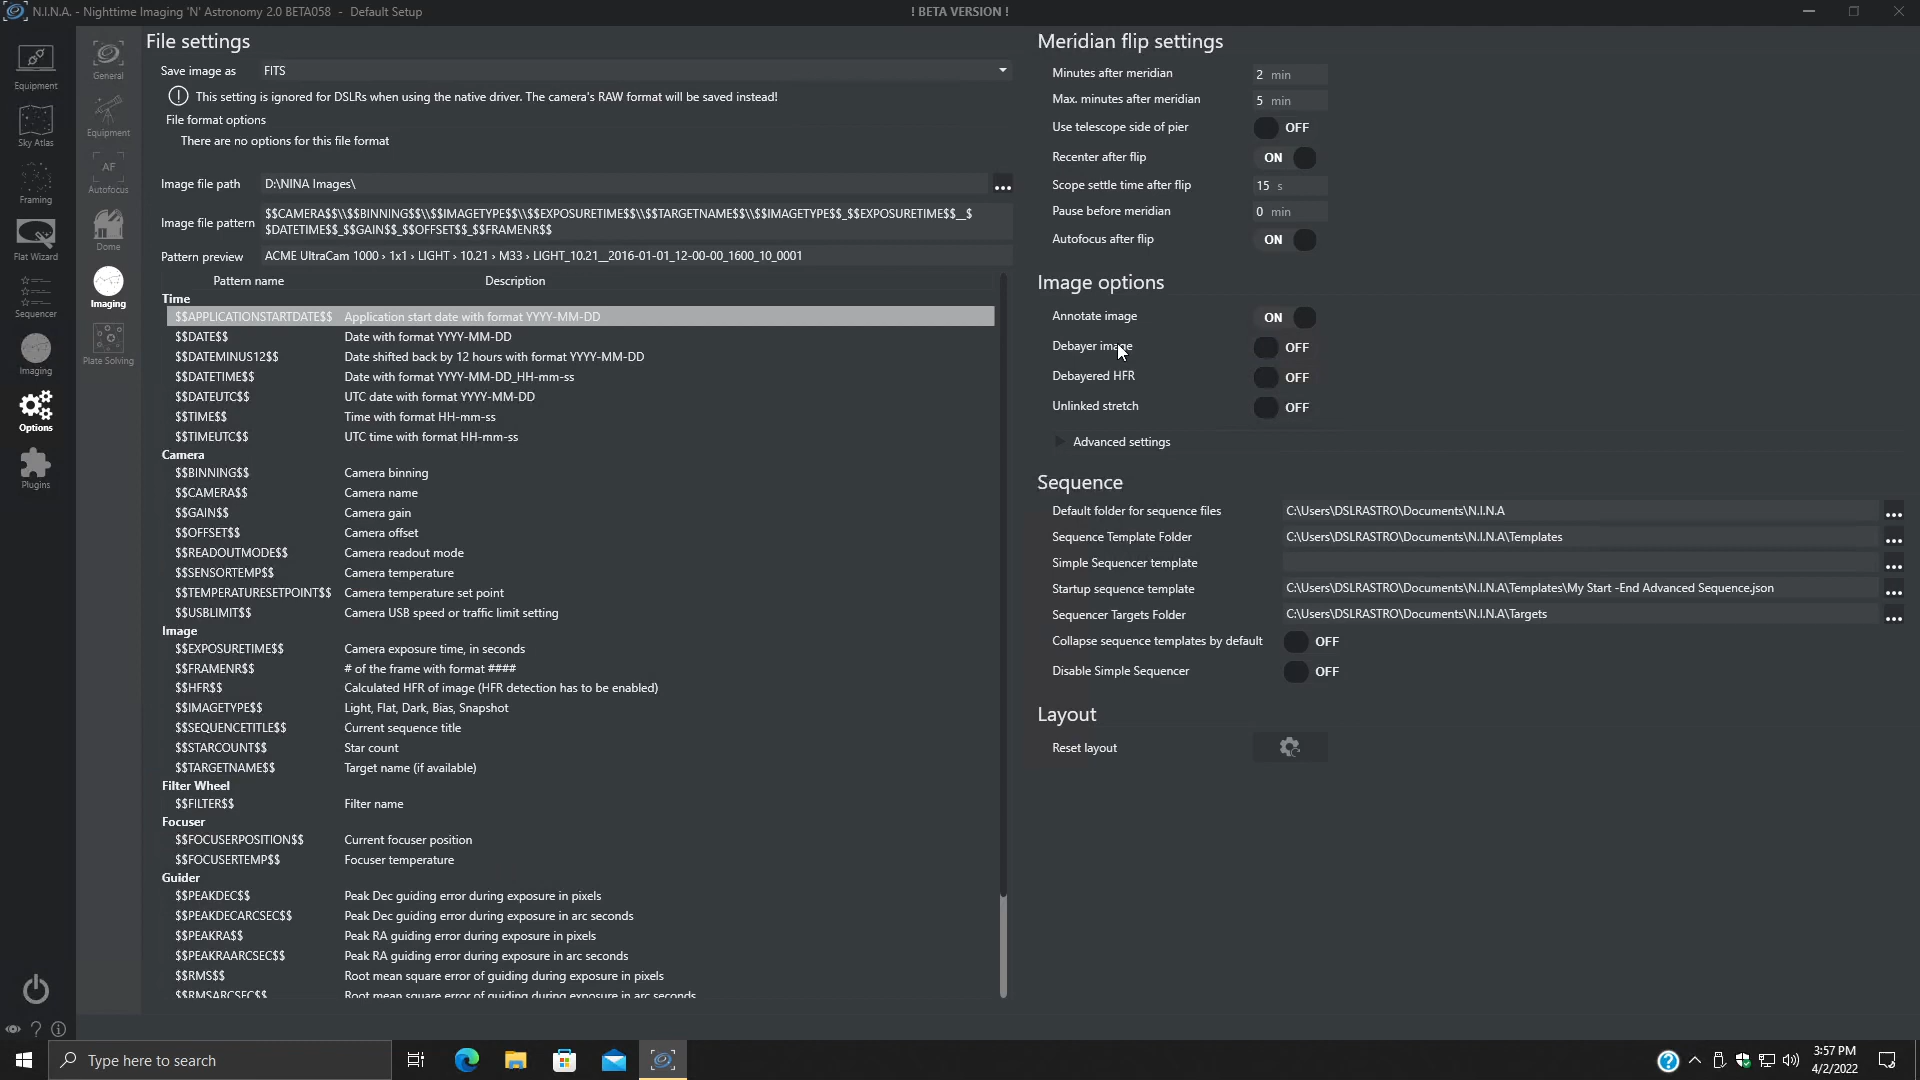 N.I.N.A. - Nighttime Imaging 'N' Astronomy 2.0 BETA058 - Default Setup
! BETA VERSION !
Equipment
Sky Atlas
Framing
Flat Wizard
Sequencer
Imaging
Options
Plugins
General
Equipment
AF
Autofocus
Dome
Imaging
Plate Solving
File settings
Save image as FITS
This setting is ignored for DSLRs when using the native driver. The camera's RAW format will be saved instead!
File format options
There are no options for this file format
Image file path D:\NINA Images\
...
Image file pattern
$$CAMERA$$\\$$BINNING$$\\$$IMAGETYPE$$\\$$EXPOSURETIME$$\\$$TARGETNAME$$\\$$IMAGETYPE$$_$$EXPOSURETIME$$__$
$DATETIME$$_$$GAIN$$_$$OFFSET$$_$$FRAMENR$$
Pattern preview ACME UltraCam 1000 › 1x1 › LIGHT › 10.21 › M33 › LIGHT_10.21__2016-01-01_12-00-00_1600_10_0001
Pattern name Description
Time
$$APPLICATIONSTARTDATE$$ Application start date with format YYYY-MM-DD
$$DATE$$ Date with format YYYY-MM-DD
$$DATEMINUS12$$ Date shifted back by 12 hours with format YYYY-MM-DD
$$DATETIME$$ Date with format YYYY-MM-DD_HH-mm-ss
$$DATEUTC$$ UTC date with format YYYY-MM-DD
$$TIME$$ Time with format HH-mm-ss
$$TIMEUTC$$ UTC time with format HH-mm-ss
Camera
$$BINNING$$ Camera binning
$$CAMERA$$ Camera name
$$GAIN$$ Camera gain
$$OFFSET$$ Camera offset
$$READOUTMODE$$ Camera readout mode
$$SENSORTEMP$$ Camera temperature
$$TEMPERATURESETPOINT$$ Camera temperature set point
$$USBLIMIT$$ Camera USB speed or traffic limit setting
Image
$$EXPOSURETIME$$ Camera exposure time, in seconds
$$FRAMENR$$ # of the frame with format ####
$$HFR$$ Calculated HFR of image (HFR detection has to be enabled)
$$IMAGETYPE$$ Light, Flat, Dark, Bias, Snapshot
$$SEQUENCETITLE$$ Current sequence title
$$STARCOUNT$$ Star count
$$TARGETNAME$$ Target name (if available)
Filter Wheel
$$FILTER$$ Filter name
Focuser
$$FOCUSERPOSITION$$ Current focuser position
$$FOCUSERTEMP$$ Focuser temperature
Guider
$$PEAKDEC$$ Peak Dec guiding error during exposure in pixels
$$PEAKDECARCSEC$$ Peak Dec guiding error during exposure in arc seconds
$$PEAKRA$$ Peak RA guiding error during exposure in pixels
$$PEAKRAARCSEC$$ Peak RA guiding error during exposure in arc seconds
$$RMS$$ Root mean square error of guiding during exposure in pixels
$$RMSARCSEC$$ Root mean square error of guiding during exposure in arc seconds
Meridian flip settings
Minutes after meridian 2 min
Max. minutes after meridian 5 min
Use telescope side of pier OFF
Recenter after flip ON
Scope settle time after flip 15 s
Pause before meridian 0 min
Autofocus after flip ON
Image options
Annotate image ON
Debayer image OFF
Debayered HFR OFF
Unlinked stretch OFF
Advanced settings
Sequence
Default folder for sequence files C:\Users\DSLRASTRO\Documents\N.I.N.A ...
Sequence Template Folder C:\Users\DSLRASTRO\Documents\N.I.N.A\Templates ...
Simple Sequencer template ...
Startup sequence template C:\Users\DSLRASTRO\Documents\N.I.N.A\Templates\My Start -End Advanced Sequence.json ...
Sequencer Targets Folder C:\Users\DSLRASTRO\Documents\N.I.N.A\Targets ...
Collapse sequence templates by default OFF
Disable Simple Sequencer OFF
Layout
Reset layout
Type here to search
3:57 PM
4/2/2022